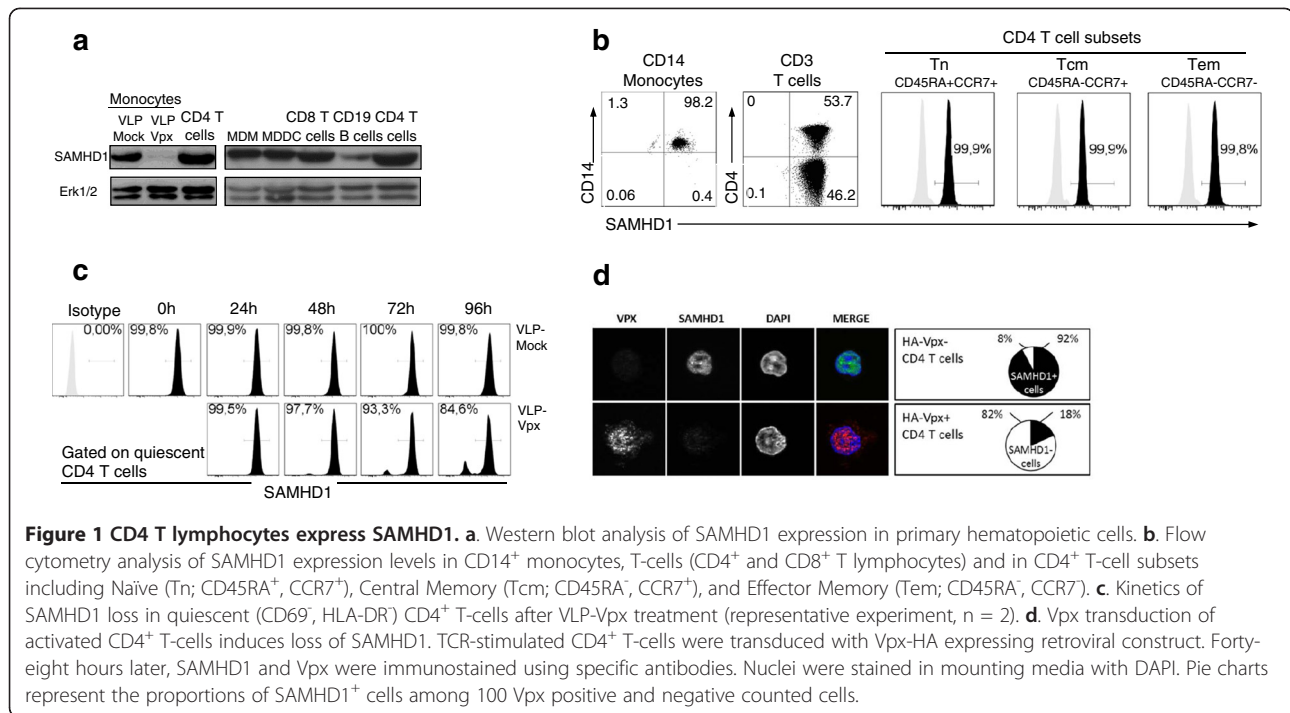 a
Monocytes
VLP Mock VLP Vpx CD4 T cells
MDM MDDC CD8 T cells CD19 B cells CD4 T cells
SAMHD1
Erk1/2
b
CD14 Monocytes
CD3 T cells
CD4 T cell subsets
Tn CD45RA+CCR7+
Tcm CD45RA-CCR7+
Tem CD45RA-CCR7-
1.3 98.2
0.06 0.4
CD14
0 53.7
0.1 46.2
CD4
99,9% 99,9% 99,8%
SAMHD1
c
Isotype 0h 24h 48h 72h 96h
0.00% 99,8% 99,9% 99,8% 100% 99,8%
VLP-Mock
99,5% 97,7% 93,3% 84,6%
VLP-Vpx
Gated on quiescent
CD4 T cells
SAMHD1
d
VPX SAMHD1 DAPI MERGE
HA-Vpx-
CD4 T cells
8% 92%
SAMHD1+
cells
HA-Vpx+
CD4 T cells
82% 18%
SAMHD1-
cells
Figure 1 CD4 T lymphocytes express SAMHD1. a. Western blot analysis of SAMHD1 expression in primary hematopoietic cells. b. Flow
cytometry analysis of SAMHD1 expression levels in CD14⁺ monocytes, T-cells (CD4⁺ and CD8⁺ T lymphocytes) and in CD4⁺ T-cell subsets
including Naïve (Tn; CD45RA⁺, CCR7⁺), Central Memory (Tcm; CD45RA⁻, CCR7⁺), and Effector Memory (Tem; CD45RA⁻, CCR7⁻). c. Kinetics of
SAMHD1 loss in quiescent (CD69⁻, HLA-DR⁻) CD4⁺ T-cells after VLP-Vpx treatment (representative experiment, n = 2). d. Vpx transduction of
activated CD4⁺ T-cells induces loss of SAMHD1. TCR-stimulated CD4⁺ T-cells were transduced with Vpx-HA expressing retroviral construct. Forty-
eight hours later, SAMHD1 and Vpx were immunostained using specific antibodies. Nuclei were stained in mounting media with DAPI. Pie charts
represent the proportions of SAMHD1⁺ cells among 100 Vpx positive and negative counted cells.